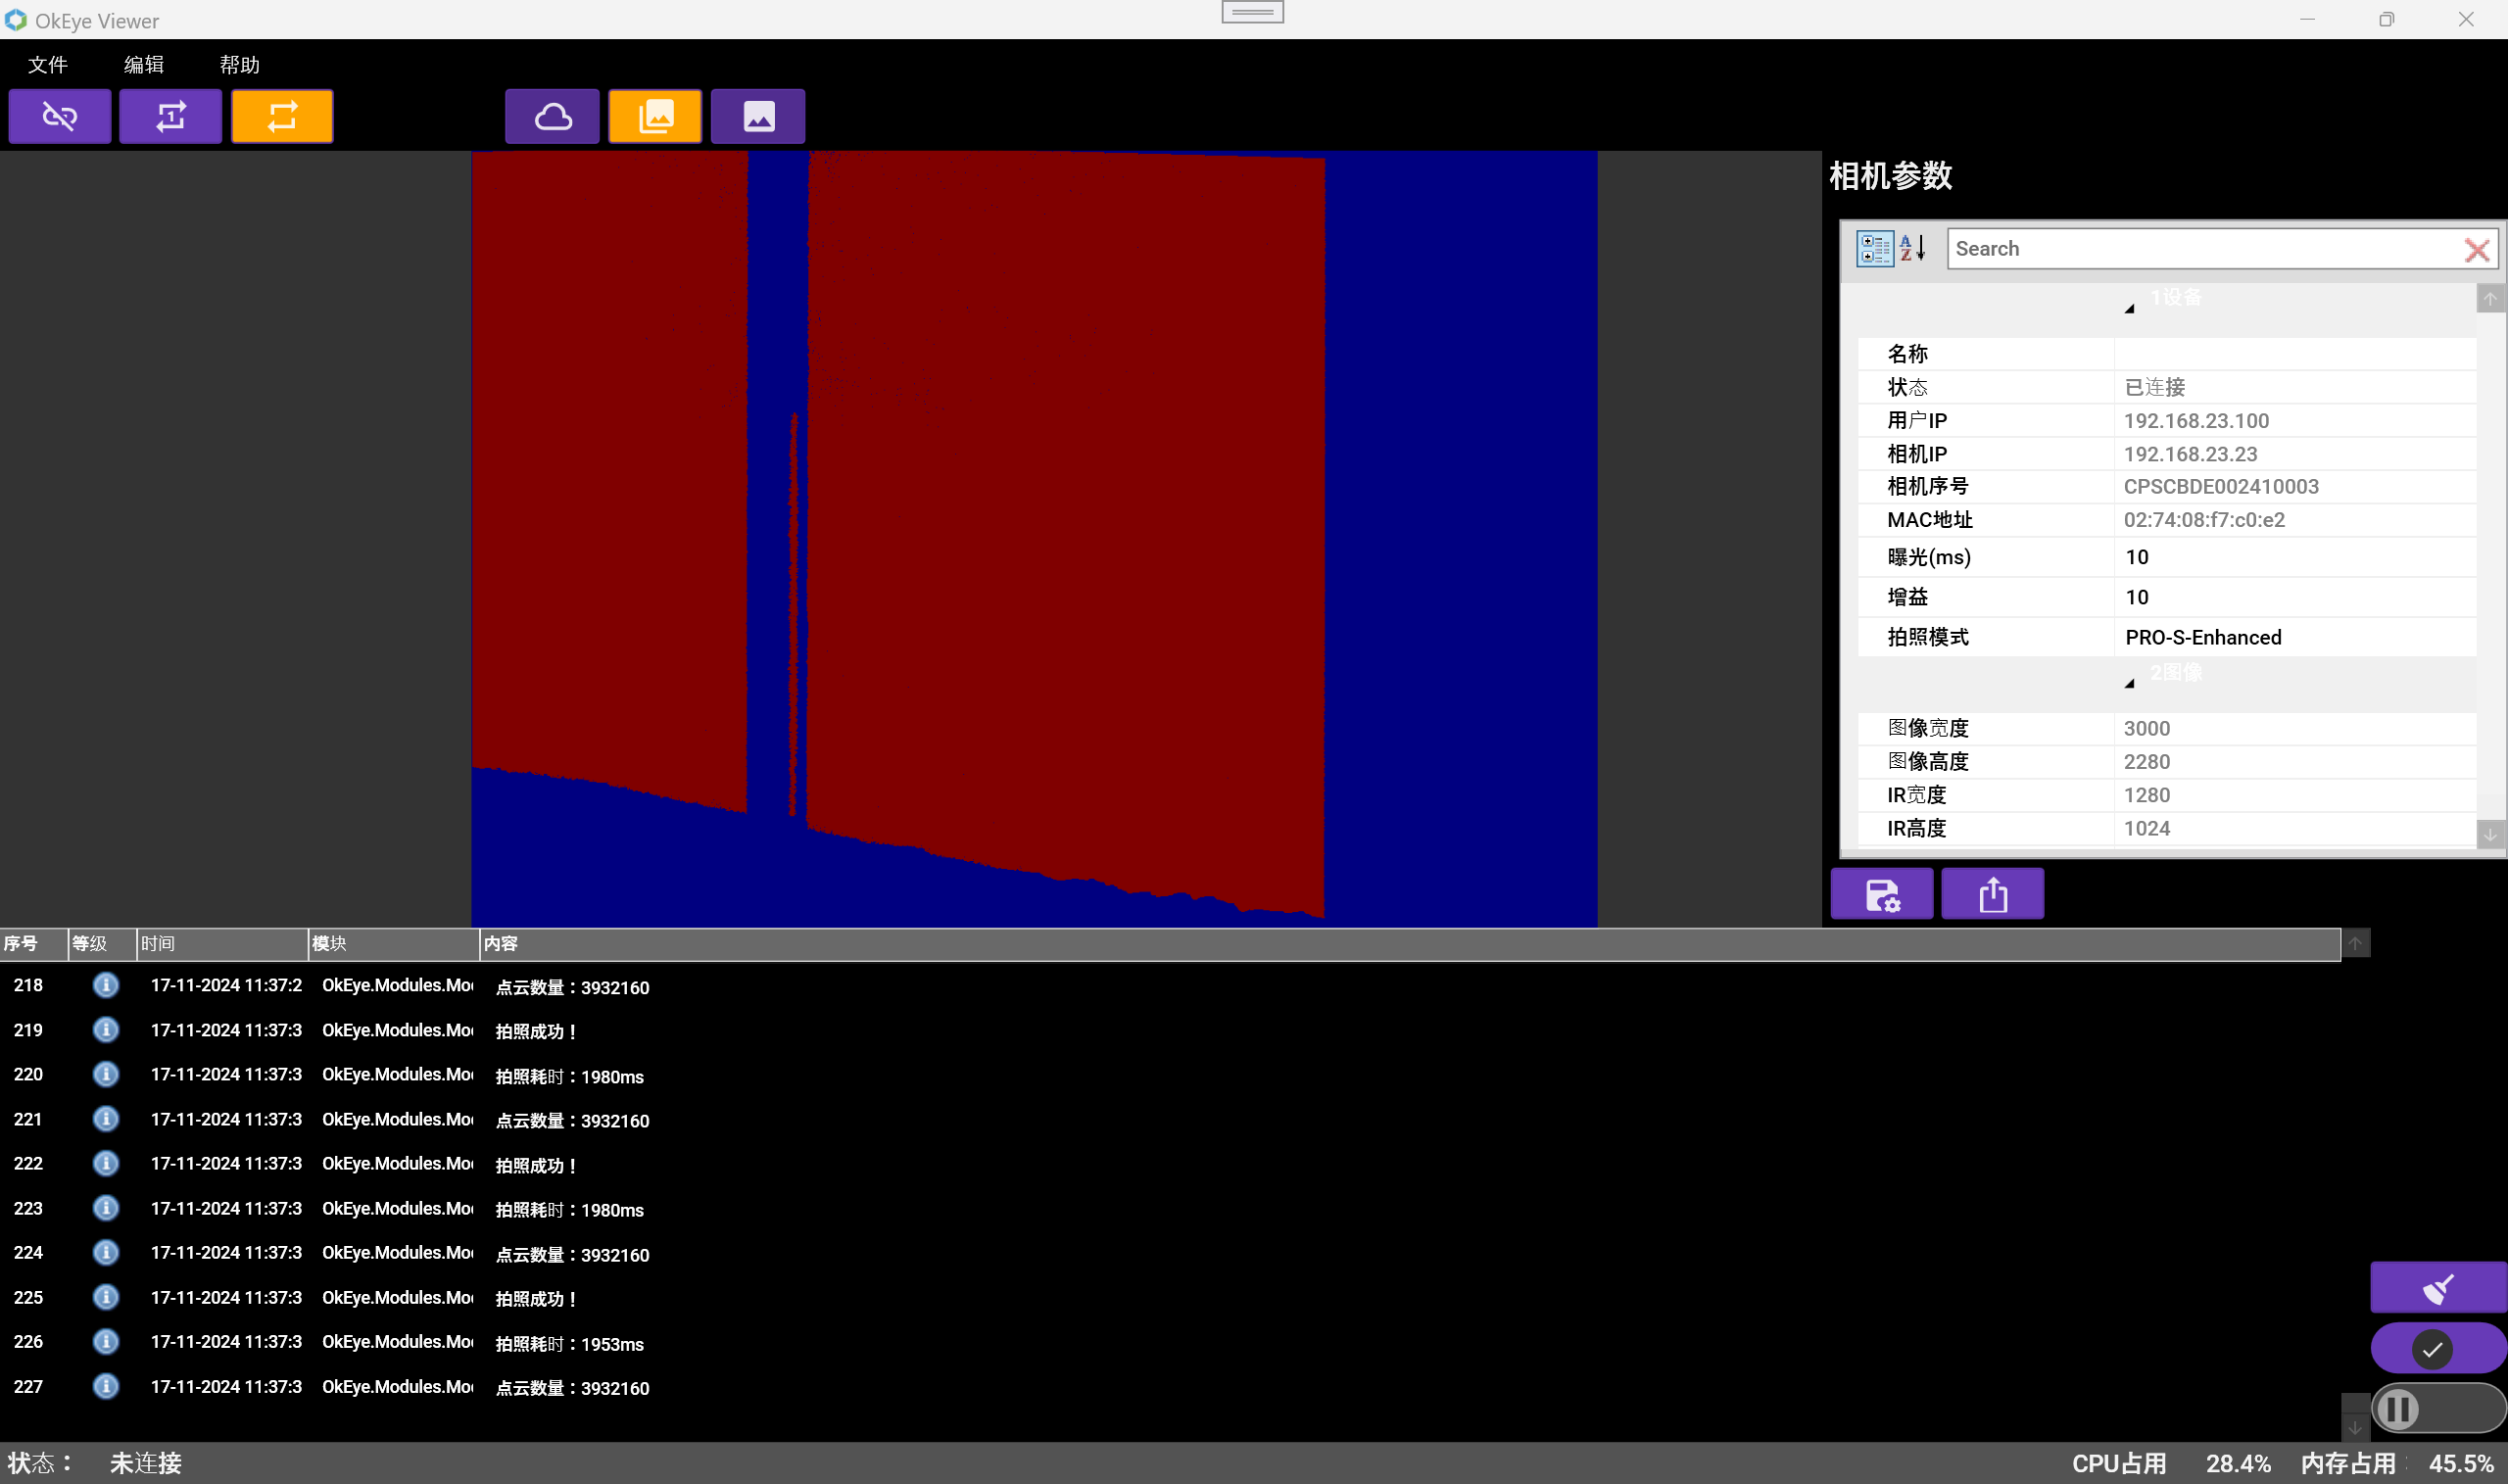 OkEye Viewer
文件 编辑 帮助
相机参数
Search
1设备
名称
状态 已连接
用户IP 192.168.23.100
相机IP 192.168.23.23
相机序号 CPSCBDE002410003
MAC地址 02:74:08:f7:c0:e2
曝光(ms) 10
增益 10
拍照模式 PRO-S-Enhanced
2图像
图像宽度 3000
图像高度 2280
IR宽度 1280
IR高度 1024
序号 等级 时间 模块 内容
218 17-11-2024 11:37:2 OkEye.Modules.Mo 点云数量：3932160
219 17-11-2024 11:37:3 OkEye.Modules.Mo 拍照成功！
220 17-11-2024 11:37:3 OkEye.Modules.Mo 拍照耗时：1980ms
221 17-11-2024 11:37:3 OkEye.Modules.Mo 点云数量：3932160
222 17-11-2024 11:37:3 OkEye.Modules.Mo 拍照成功！
223 17-11-2024 11:37:3 OkEye.Modules.Mo 拍照耗时：1980ms
224 17-11-2024 11:37:3 OkEye.Modules.Mo 点云数量：3932160
225 17-11-2024 11:37:3 OkEye.Modules.Mo 拍照成功！
226 17-11-2024 11:37:3 OkEye.Modules.Mo 拍照耗时：1953ms
227 17-11-2024 11:37:3 OkEye.Modules.Mo 点云数量：3932160
状态： 未连接 CPU占用 28.4% 内存占用： 45.5%